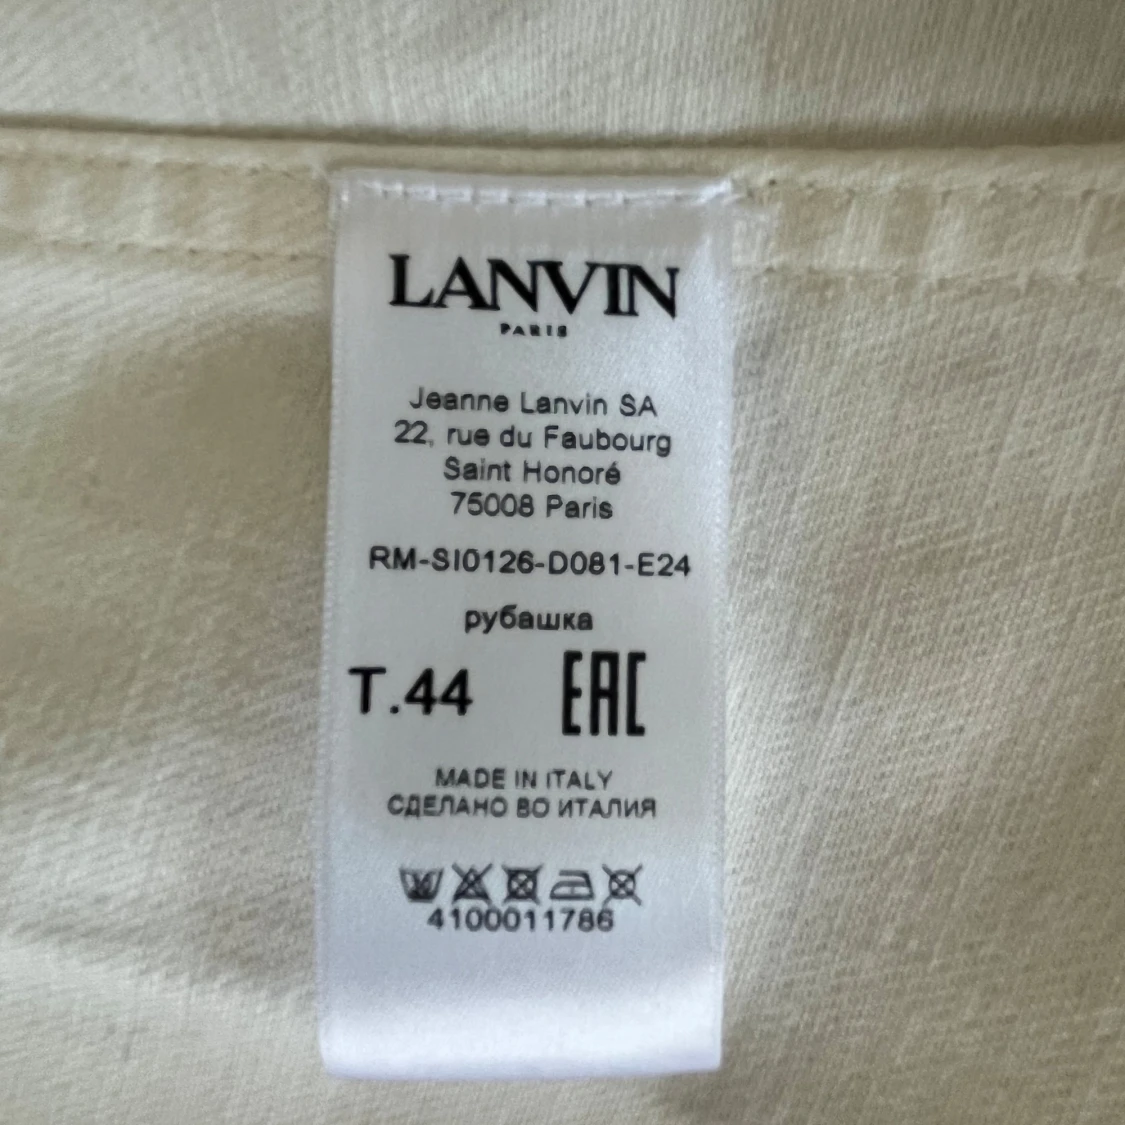 LANVIN
PARIS
Jeanne Lanvin SA
22, rue du Faubourg
Saint Honoré
75008 Paris
RM-SI0126-D081-E24
рубашка
T.44
EAC
MADE IN ITALY
СДЕЛАНО ВО ИТАЛИЯ
4100011786